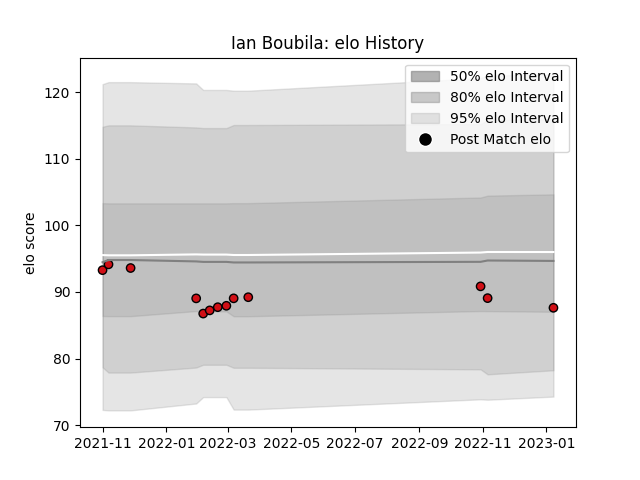 Ian Boubila: elo History
50% elo Interval
80% elo Interval
95% elo Interval
Post Match elo
elo score
120
110
100
90
80
70
2021-11 2022-01 2022-03 2022-05 2022-07 2022-09 2022-11 2023-01